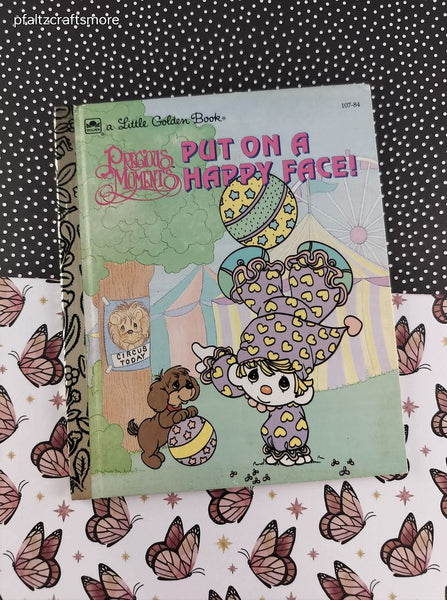 pfaltzcraftsmore
a Little Golden Book®
107-84
PRECIOUS
MOMENTS
PUT ON A
HAPPY FACE!
CIRCUS
TODAY